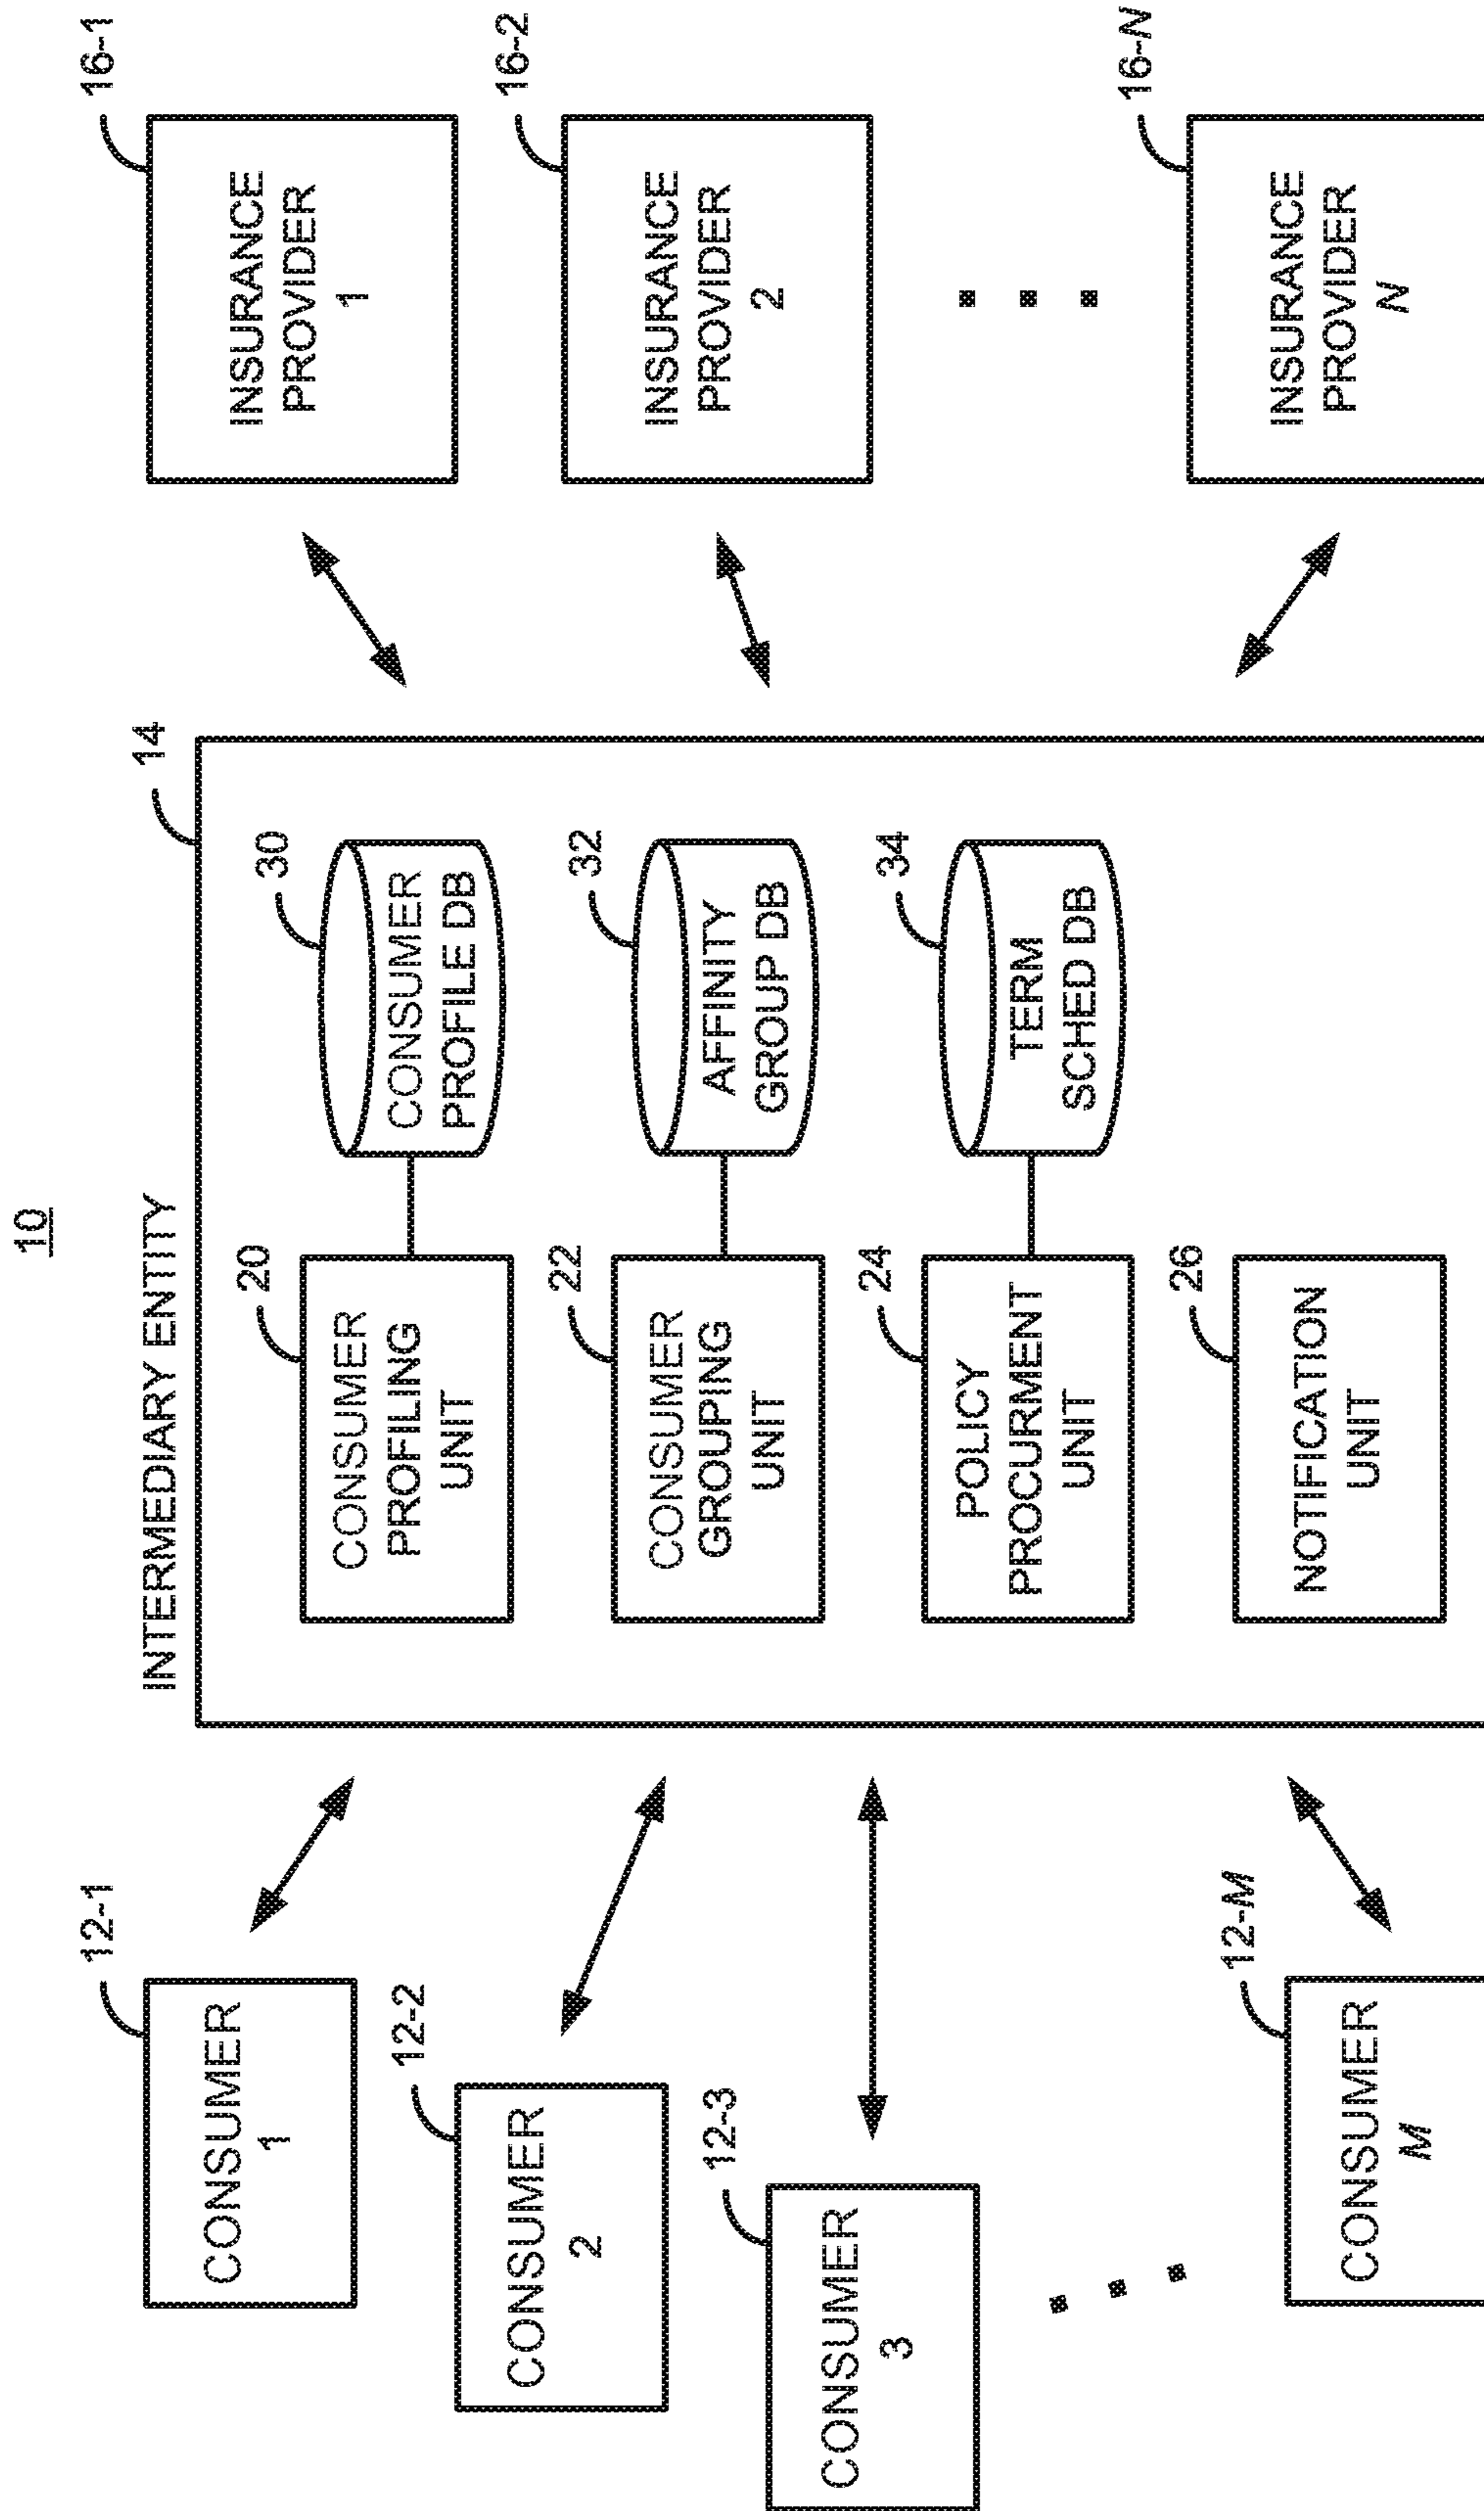 10
12-1
CONSUMER
1
12-2
CONSUMER
2
12-3
CONSUMER
3
12-M
CONSUMER
M
INTERMEDIARY ENTITY
14
20
CONSUMER
PROFILING
UNIT
30
CONSUMER
PROFILE DB
22
CONSUMER
GROUPING
UNIT
32
AFFINITY
GROUP DB
24
POLICY
PROCURMENT
UNIT
34
TERM
SCHED DB
26
NOTIFICATION
UNIT
16-1
INSURANCE
PROVIDER
1
16-2
INSURANCE
PROVIDER
2
16-N
INSURANCE
PROVIDER
N